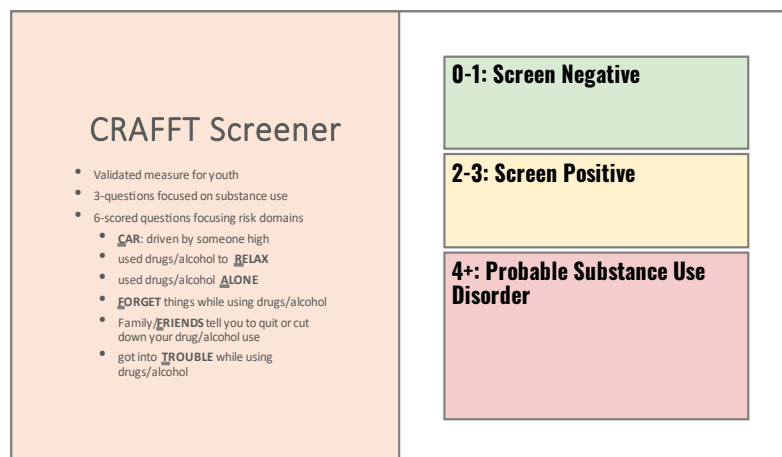 CRAFFT Screener
• Validated measure for youth
• 3-questions focused on substance use
• 6-scored questions focusing risk domains
• CAR: driven by someone high
• used drugs/alcohol to RELAX
• used drugs/alcohol ALONE
• FORGET things while using drugs/alcohol
• Family/FRIENDS tell you to quit or cut
down your drug/alcohol use
• got into TROUBLE while using
drugs/alcohol
0-1: Screen Negative
2-3: Screen Positive
4+: Probable Substance Use
Disorder